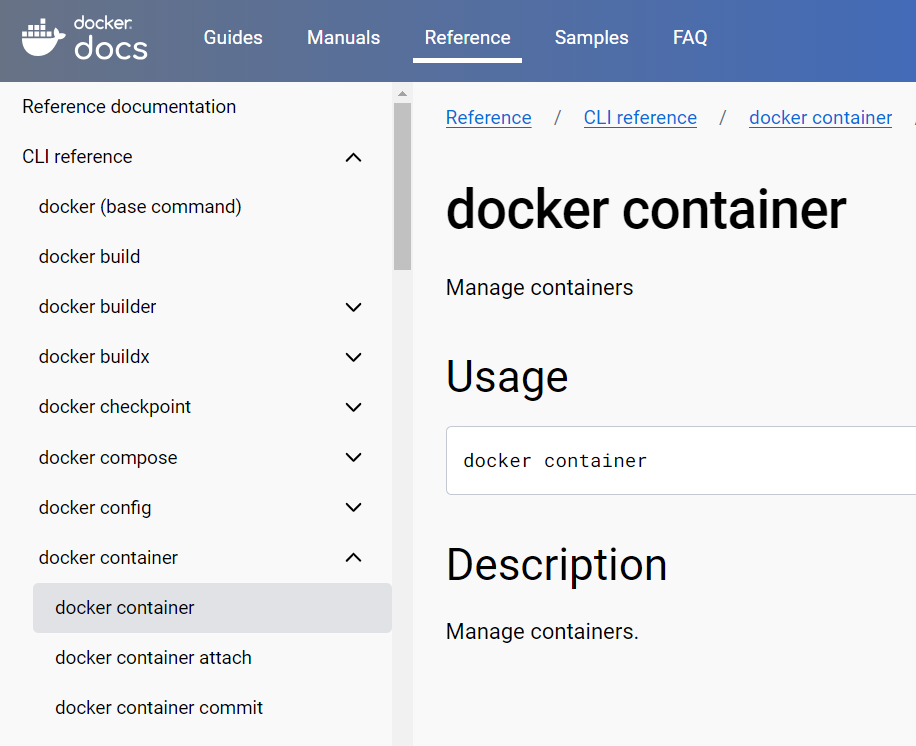 docker
docs
Guides
Manuals
Reference
Samples
FAQ
Reference documentation
CLI reference
docker (base command)
docker build
docker builder
docker buildx
docker checkpoint
docker compose
docker config
docker container
docker container
docker container attach
docker container commit
Reference / CLI reference / docker container
docker container
Manage containers
Usage
docker container
Description
Manage containers.